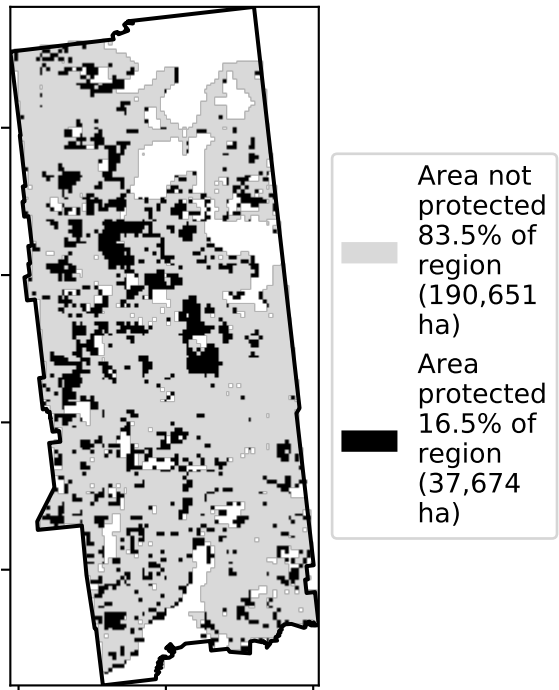 Area not
protected
83.5% of
region
(190,651
ha)
Area
protected
16.5% of
region
(37,674
ha)